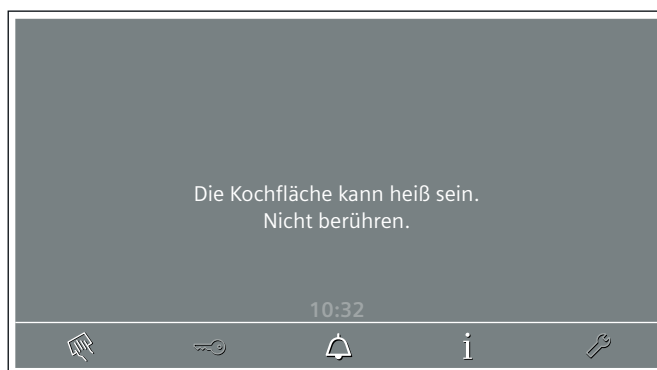 Die Kochfläche kann heiß sein.
Nicht berühren.
10:32
i